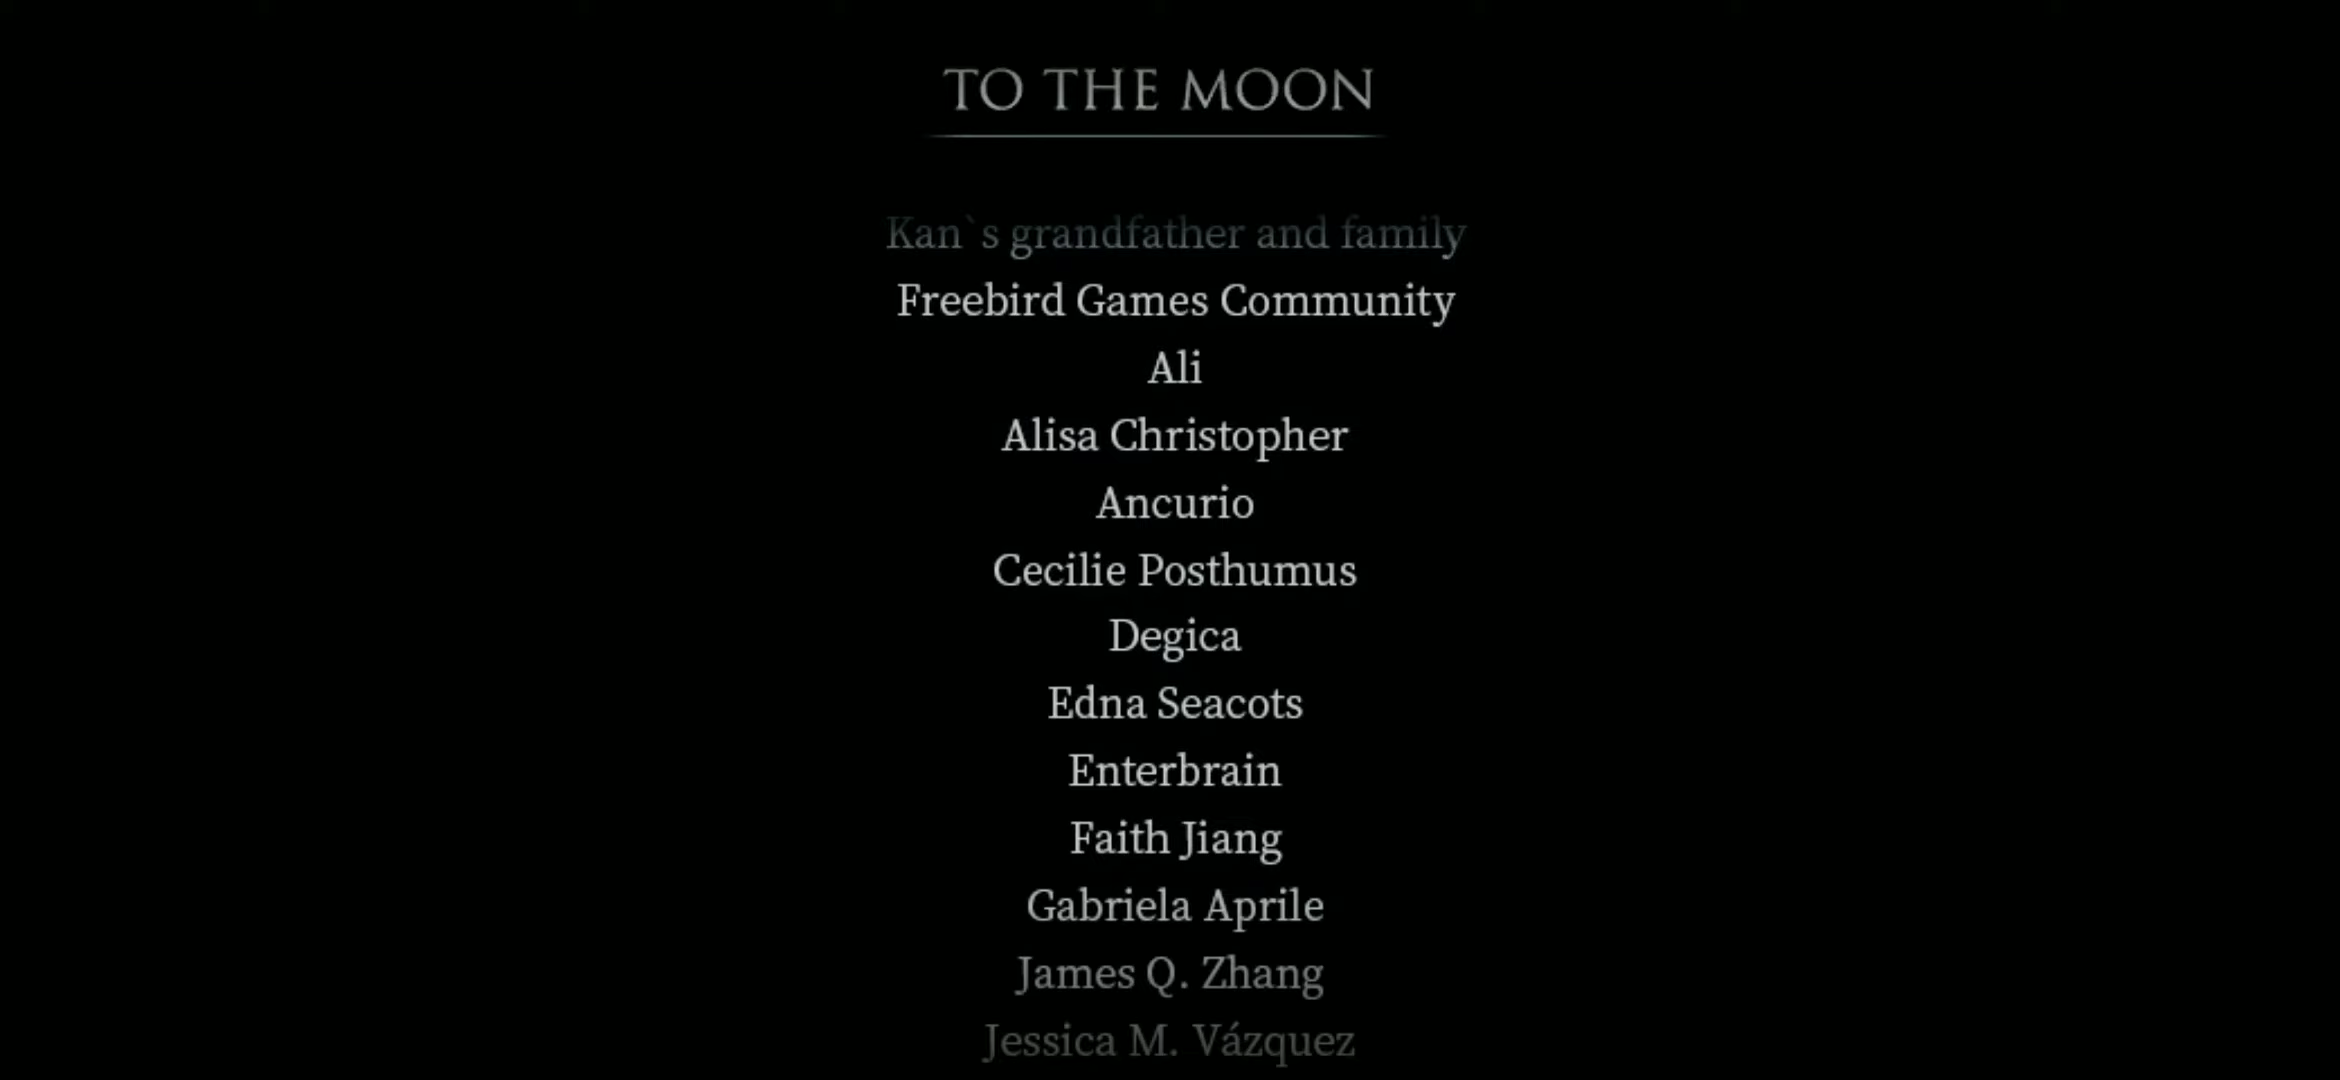 TO THE MOON
Kan`s grandfather and family
Freebird Games Community
Ali
Alisa Christopher
Ancurio
Cecilie Posthumus
Degica
Edna Seacots
Enterbrain
Faith Jiang
Gabriela Aprile
James Q. Zhang
Jessica M. Vázquez